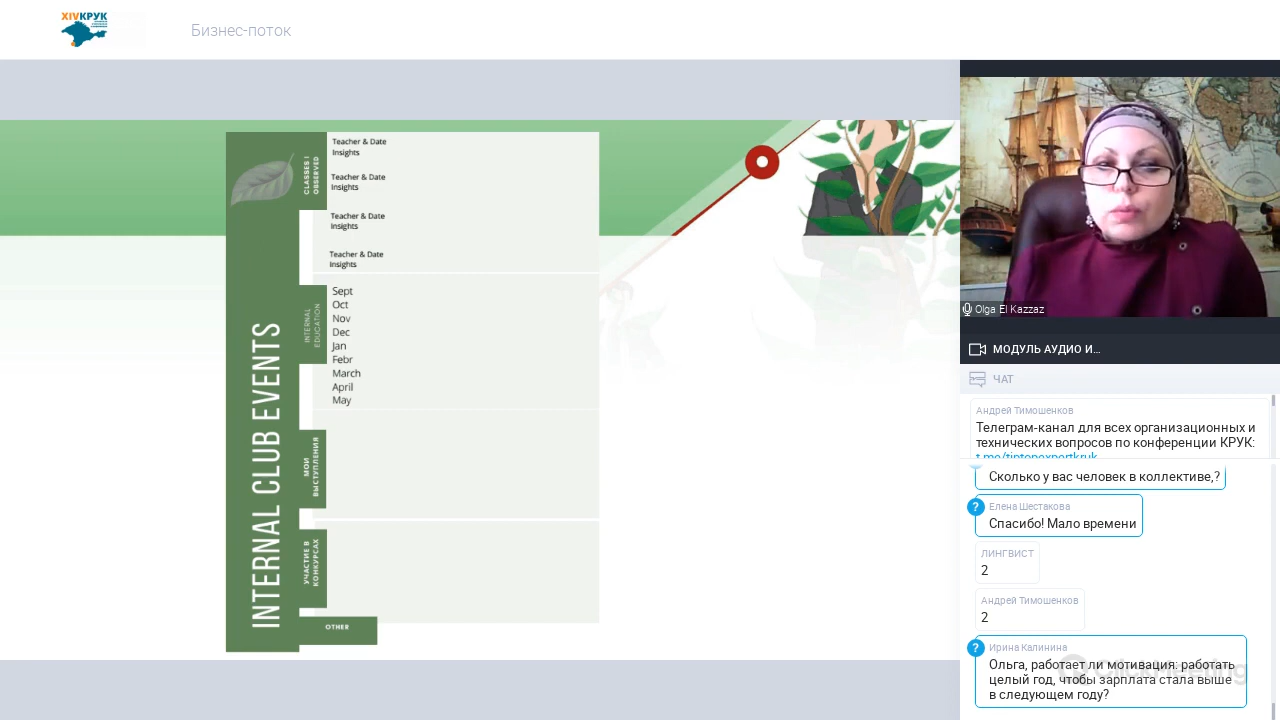 XIVКРУК
Бизнес-поток
INTERNAL CLUB EVENTS
CLASSES I
OBSERVED
Teacher & Date
Insights
Teacher & Date
Insights
Teacher & Date
Insights
Teacher & Date
Insights
INTERNAL
EDUCATION
Sept
Oct
Nov
Dec
Jan
Febr
March
April
May
МОИ
ВЫСТУПЛЕНИЯ
УЧАСТИЕ В
КОНКУРСАХ
OTHER
Olga El Kazzaz
МОДУЛЬ АУДИО И...
ЧАТ
Андрей Тимошенков
Телеграм-канал для всех организационных и
технических вопросов по конференции КРУК:
t.me/tiptopexpertkruk
Сколько у вас человек в коллективе,?
?
Елена Шестакова
Спасибо! Мало времени
ЛИНГВИСТ
2
Андрей Тимошенков
2
?
Ирина Калинина
Ольга, работает ли мотивация: работать
целый год, чтобы зарплата стала выше
в следующем году?
ClickMeeting